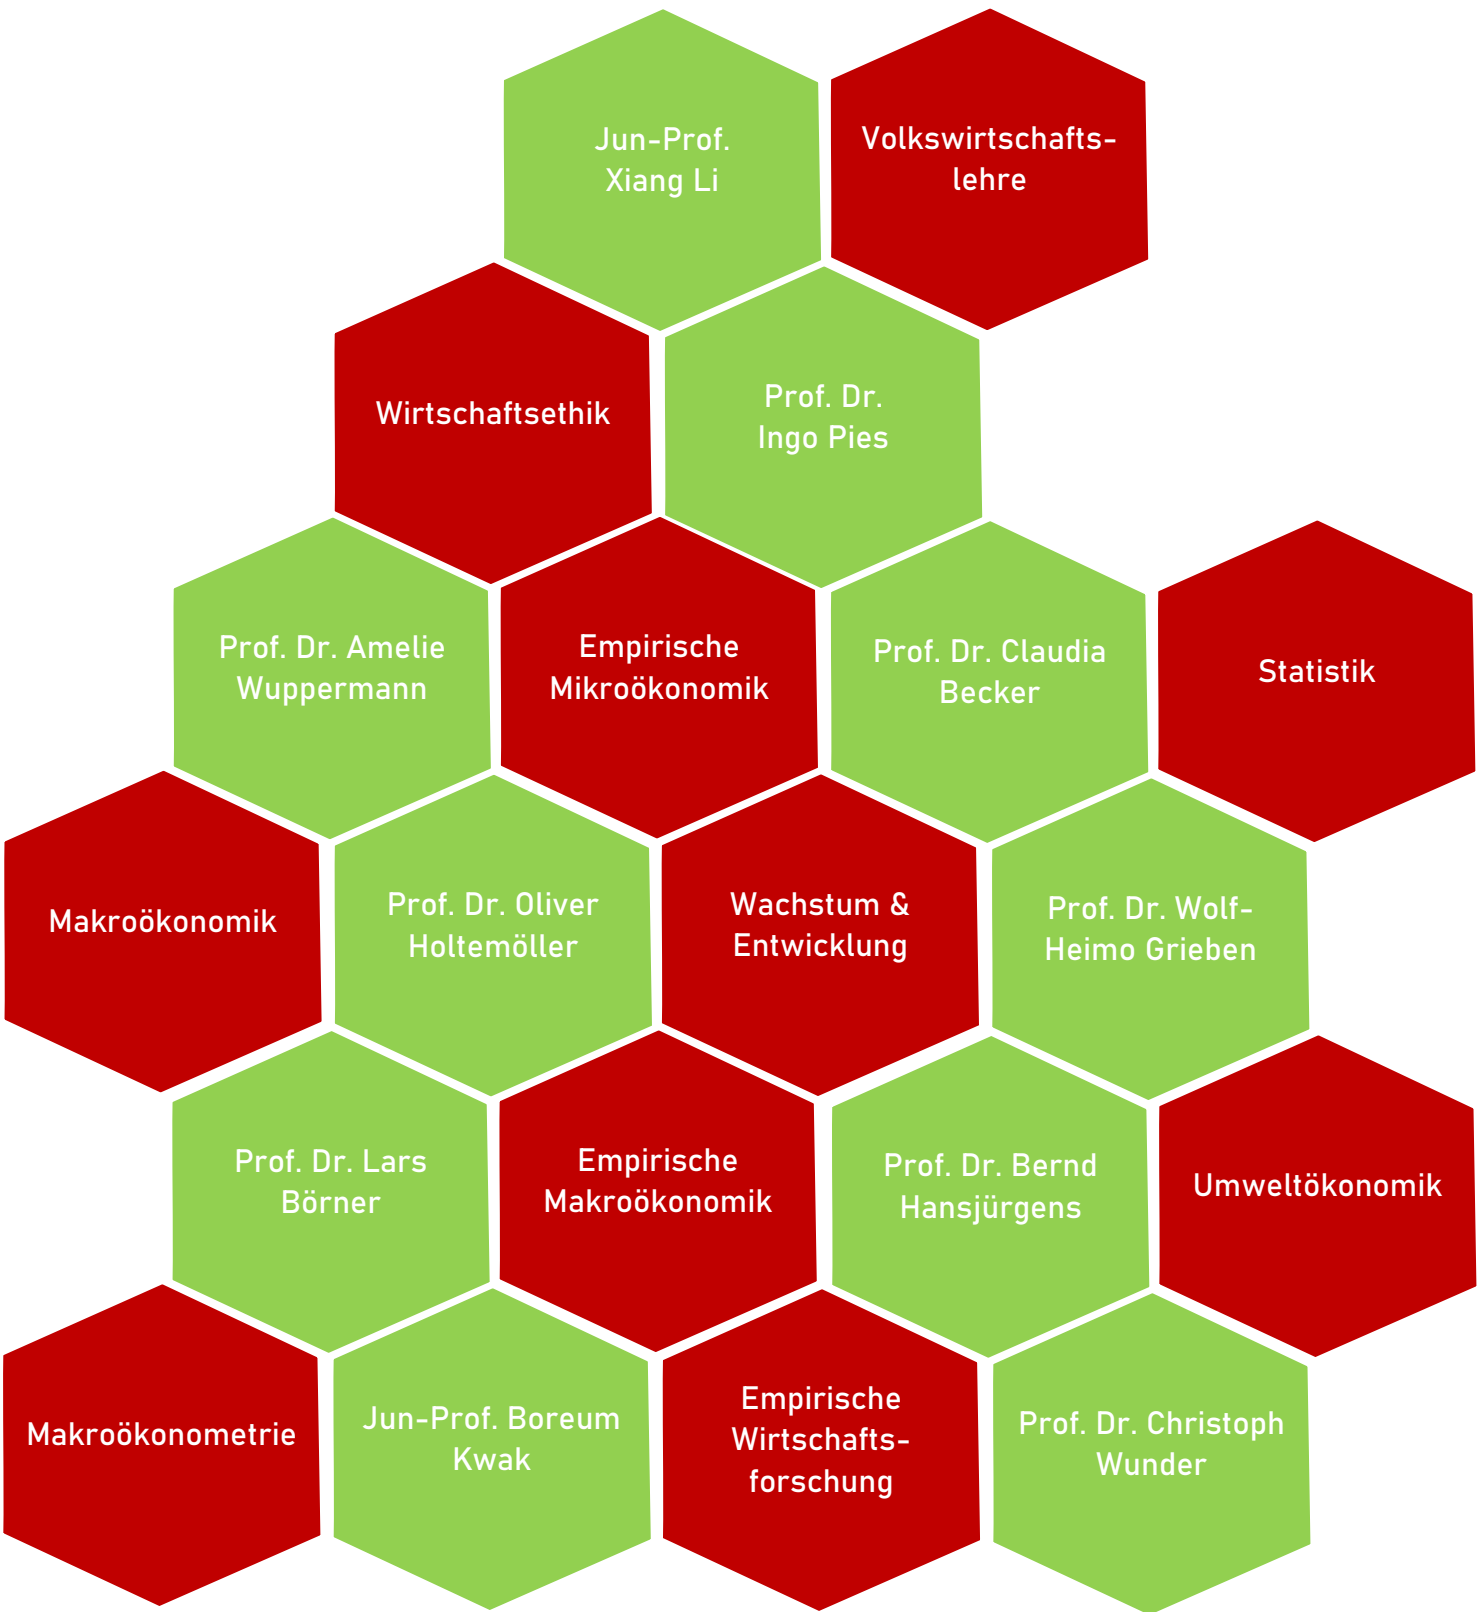 Jun-Prof.
Xiang Li
Volkswirtschafts-
lehre
Wirtschaftsethik
Prof. Dr.
Ingo Pies
Prof. Dr. Amelie
Wuppermann
Empirische
Mikroökonomik
Prof. Dr. Claudia
Becker
Statistik
Makroökonomik
Prof. Dr. Oliver
Holtemöller
Wachstum &
Entwicklung
Prof. Dr. Wolf-
Heimo Grieben
Prof. Dr. Lars
Börner
Empirische
Makroökonomik
Prof. Dr. Bernd
Hansjürgens
Umweltökonomik
Makroökonometrie
Jun-Prof. Boreum
Kwak
Empirische
Wirtschafts-
forschung
Prof. Dr. Christoph
Wunder